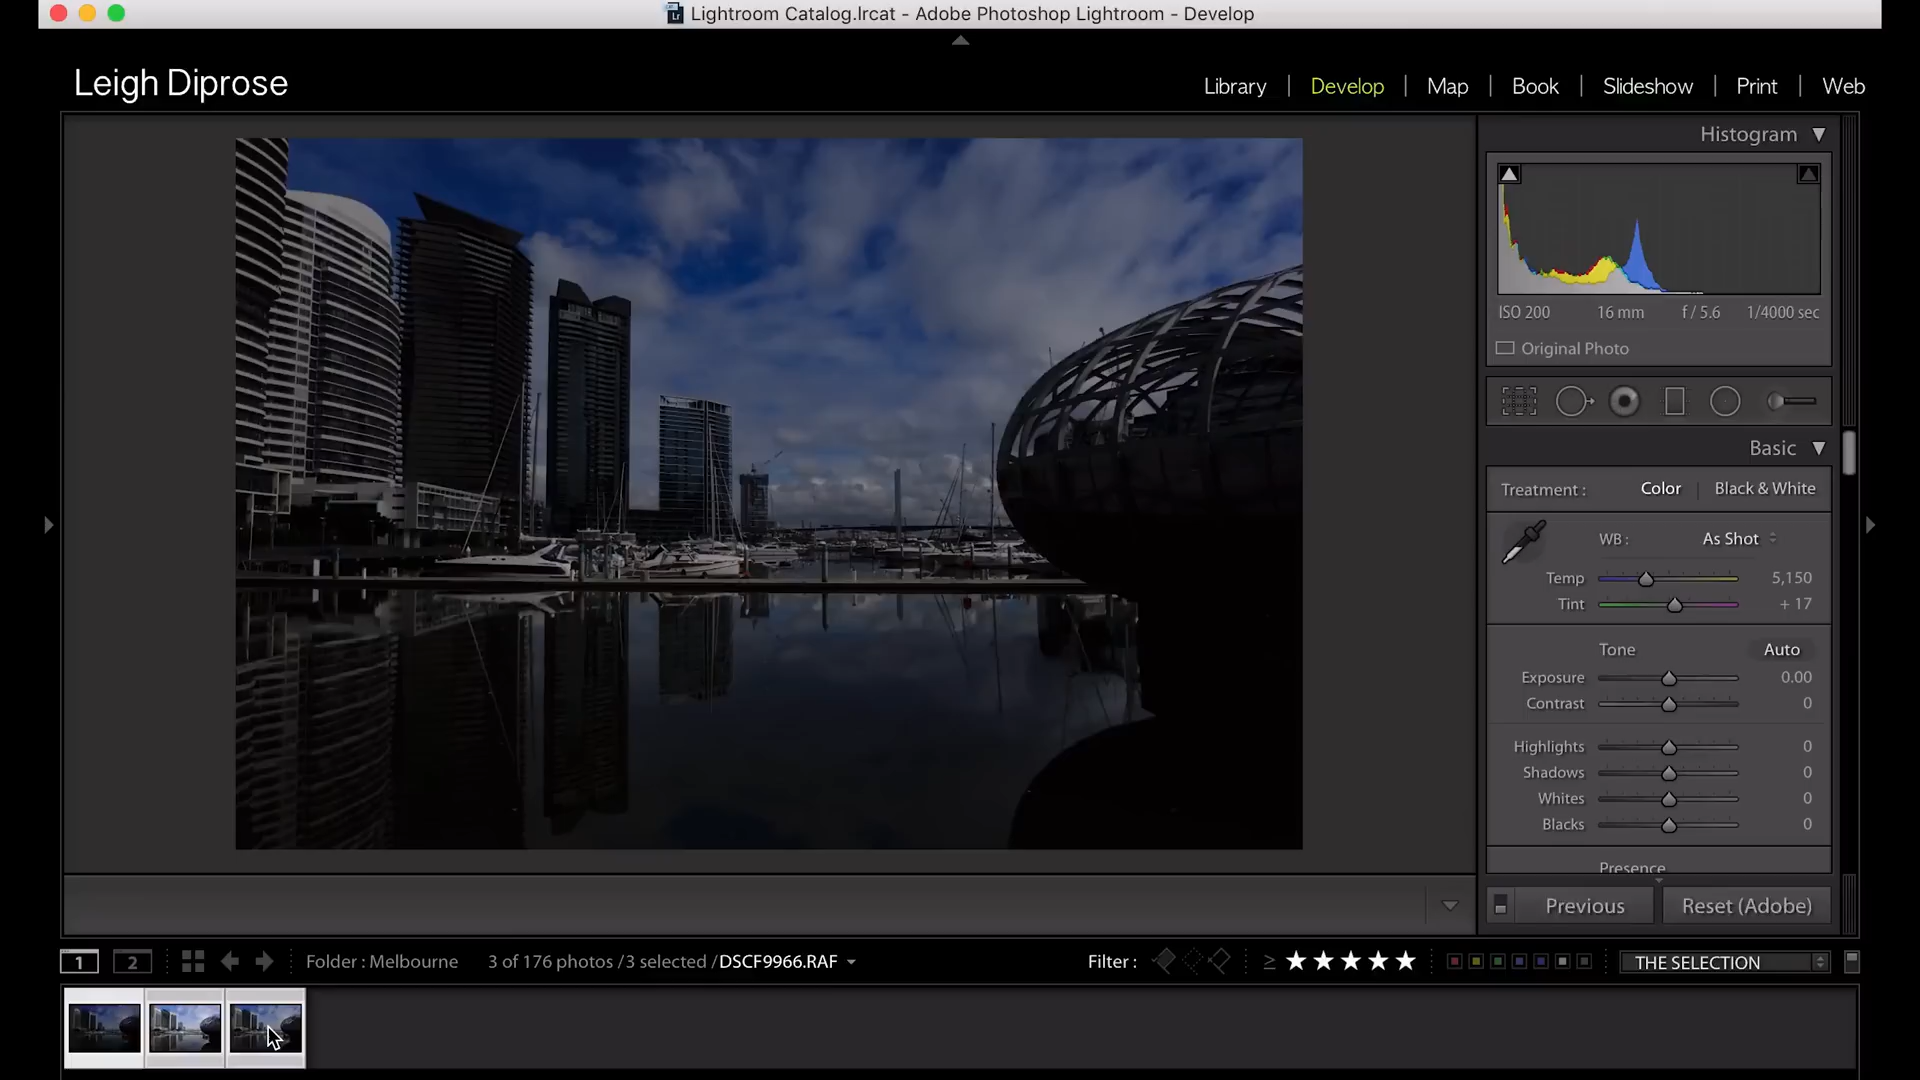 Lightroom Catalog.lrcat - Adobe Photoshop Lightroom - Develop
Leigh Diprose
Library | Develop | Map | Book | Slideshow | Print | Web
Histogram
ISO 200 16 mm f / 5.6 1/4000 sec
Original Photo
Basic
Treatment : Color | Black & White
WB : As Shot
Temp 5,150
Tint + 17
Tone Auto
Exposure 0.00
Contrast 0
Highlights 0
Shadows 0
Whites 0
Blacks 0
Presence
Previous Reset (Adobe)
1 2 Folder : Melbourne 3 of 176 photos /3 selected /DSCF9966.RAF Filter : ≥ ★★★★★ THE SELECTION